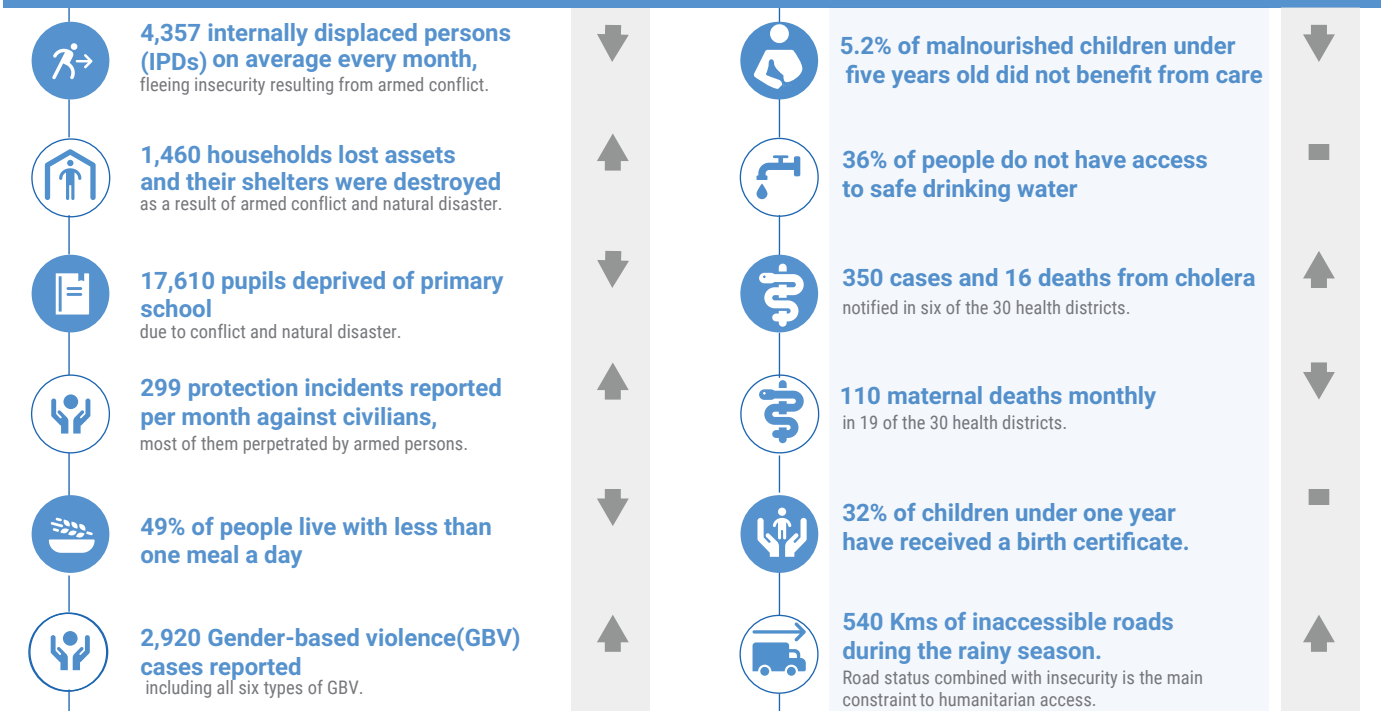 4,357 internally displaced persons
(IPDs) on average every month,
fleeing insecurity resulting from armed conflict.
1,460 households lost assets
and their shelters were destroyed
as a result of armed conflict and natural disaster.
17,610 pupils deprived of primary
school
due to conflict and natural disaster.
299 protection incidents reported
per month against civilians,
most of them perpetrated by armed persons.
49% of people live with less than
one meal a day
2,920 Gender-based violence(GBV)
cases reported
including all six types of GBV.
5.2% of malnourished children under
five years old did not benefit from care
36% of people do not have access
to safe drinking water
350 cases and 16 deaths from cholera
notified in six of the 30 health districts.
110 maternal deaths monthly
in 19 of the 30 health districts.
32% of children under one year
have received a birth certificate.
540 Kms of inaccessible roads
during the rainy season.
Road status combined with insecurity is the main
constraint to humanitarian access.